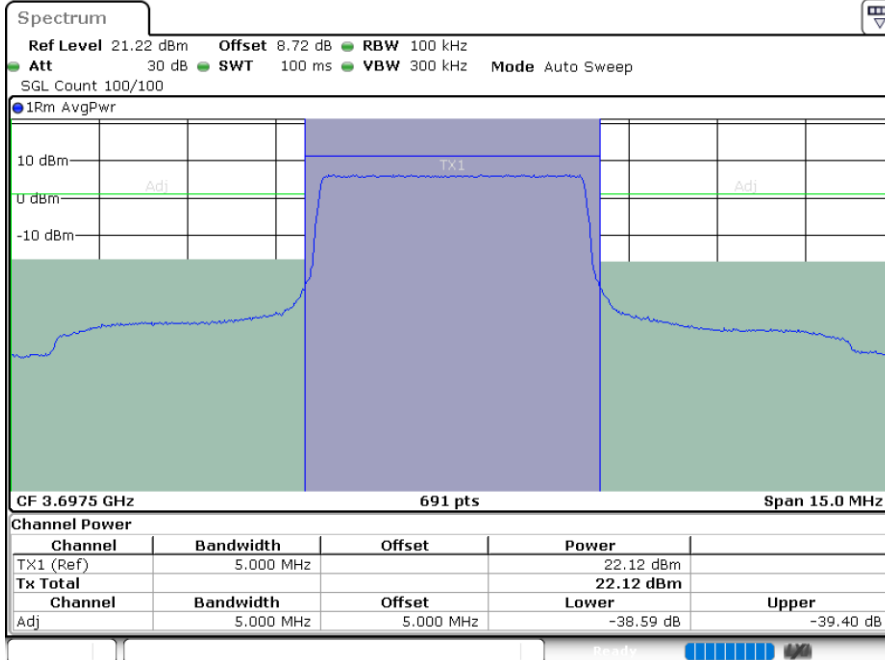 Spectrum
Ref Level 21.22 dBm Offset 8.72 dB RBW 100 kHz
Att 30 dB SWT 100 ms VBW 300 kHz Mode Auto Sweep
SGL Count 100/100
1Rm AvgPwr
10 dBm
TX1
Adj Adj
0 dBm
-10 dBm
CF 3.6975 GHz 691 pts Span 15.0 MHz
Channel Power
Channel Bandwidth Offset Power
TX1 (Ref) 5.000 MHz 22.12 dBm
Tx Total 22.12 dBm
Channel Bandwidth Offset Lower Upper
Adj 5.000 MHz 5.000 MHz -38.59 dB -39.40 dB
Ready